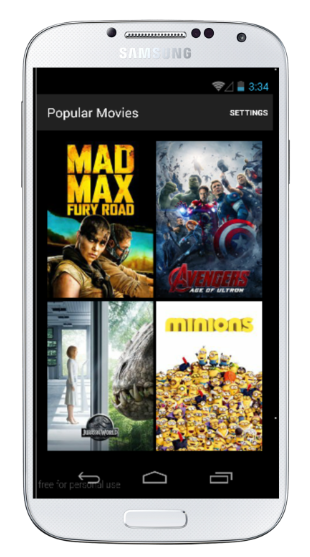 SAMSUNG
3:34
Popular Movies
SETTINGS
MAD
MAX
FURY ROAD
AVENGERS
AGE OF ULTRON
JURASSIC WORLD
MINIONS
free for personal use